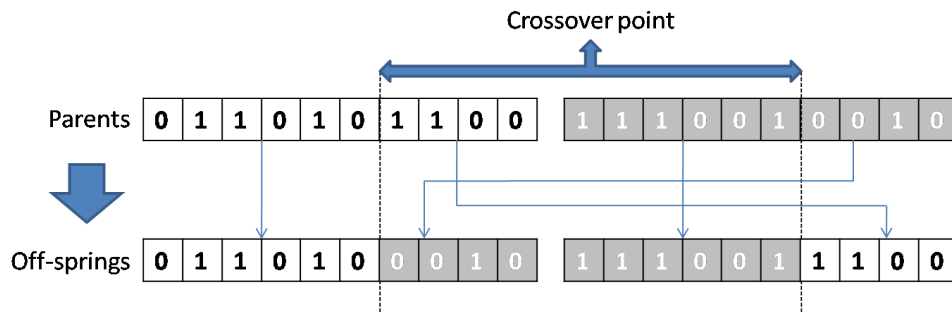 Crossover point
Parents 0 1 1 0 1 0 1 1 0 0 1 1 1 0 0 1 0 0 1 0
Off-springs 0 1 1 0 1 0 0 0 1 0 1 1 1 0 0 1 1 1 0 0